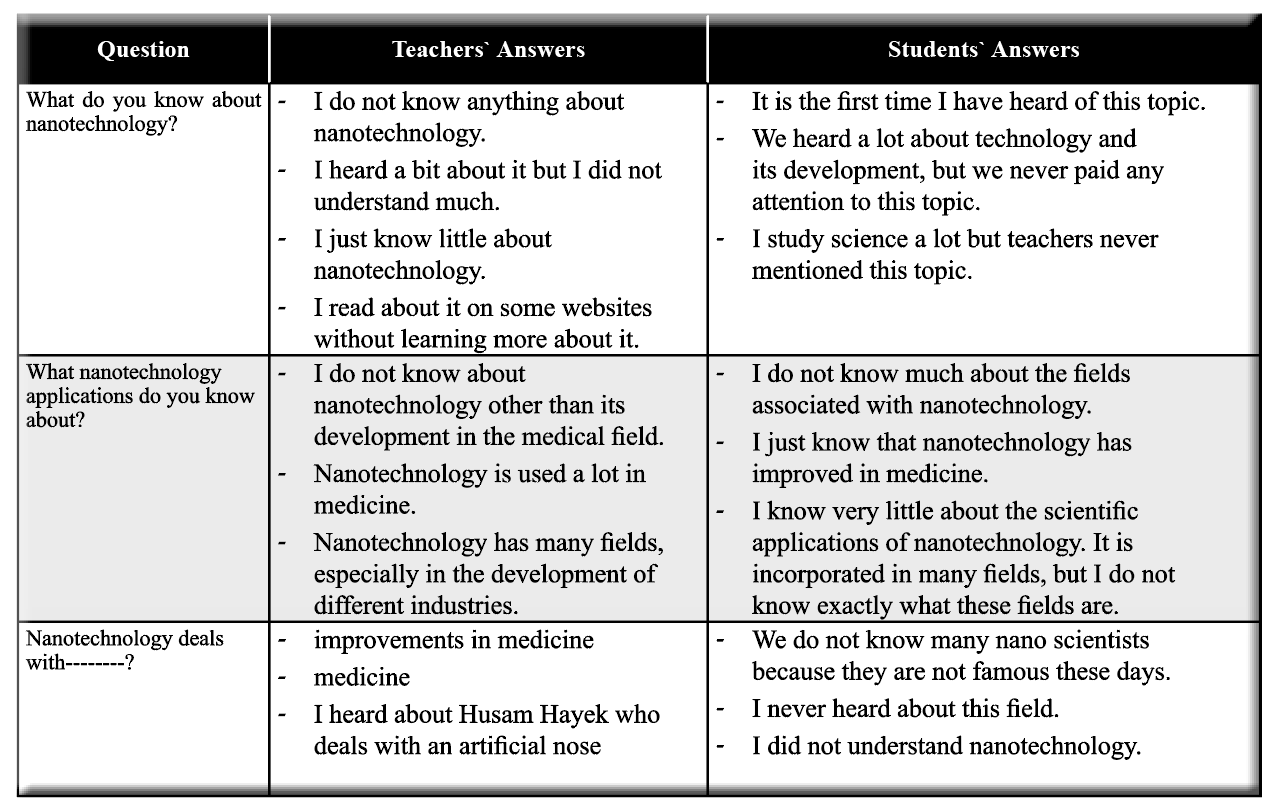 Question
Teachers` Answers
Students` Answers
What do you know about
nanotechnology?
- I do not know anything about
nanotechnology.
- I heard a bit about it but I did not
understand much.
- I just know little about
nanotechnology.
- I read about it on some websites
without learning more about it.
- It is the first time I have heard of this topic.
- We heard a lot about technology and
its development, but we never paid any
attention to this topic.
- I study science a lot but teachers never
mentioned this topic.
What nanotechnology
applications do you know
about?
- I do not know about
nanotechnology other than its
development in the medical field.
- Nanotechnology is used a lot in
medicine.
- Nanotechnology has many fields,
especially in the development of
different industries.
- I do not know much about the fields
associated with nanotechnology.
- I just know that nanotechnology has
improved in medicine.
- I know very little about the scientific
applications of nanotechnology. It is
incorporated in many fields, but I do not
know exactly what these fields are.
Nanotechnology deals
with--------?
- improvements in medicine
- medicine
- I heard about Husam Hayek who
deals with an artificial nose
- We do not know many nano scientists
because they are not famous these days.
- I never heard about this field.
- I did not understand nanotechnology.